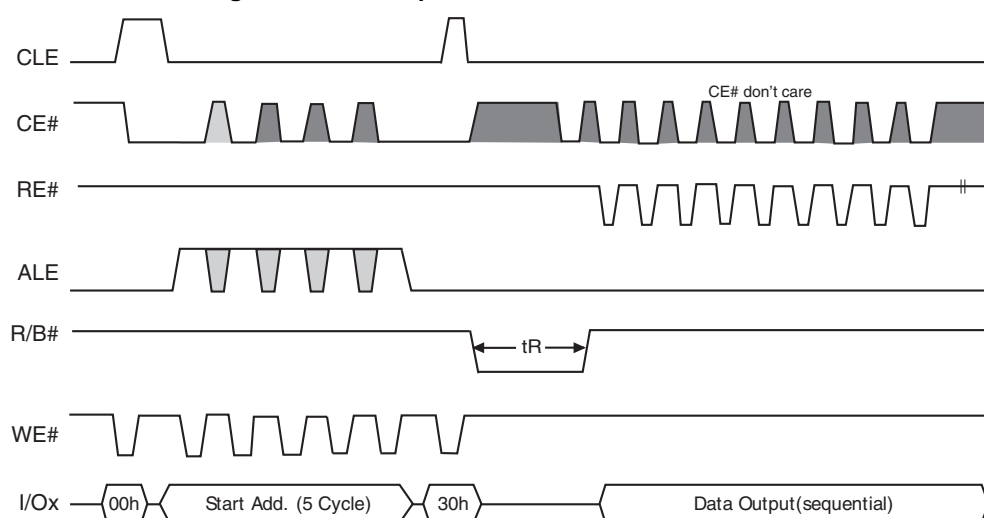 CLE
CE#
CE# don't care
RE#
ALE
R/B#
tR
WE#
I/Ox
00h
Start Add. (5 Cycle)
30h
Data Output(sequential)